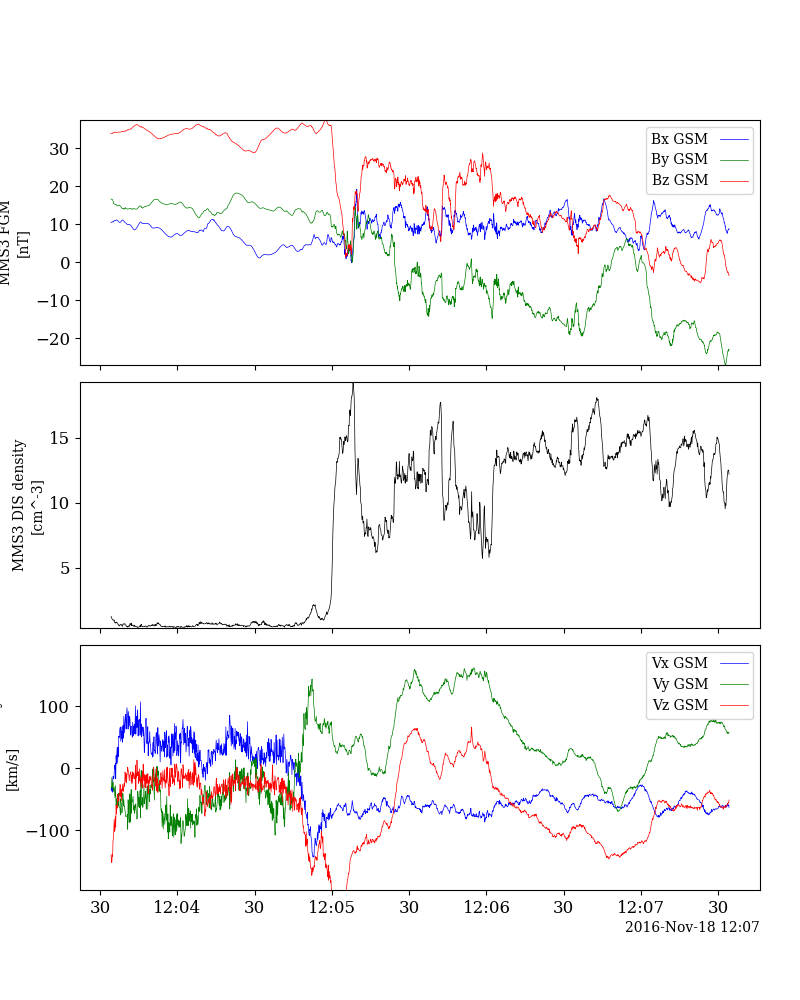 MMS3 FGM
[nT]
30
20
10
0
−10
−20
Bx GSM
By GSM
Bz GSM
MMS3 DIS density
[cm^-3]
15
10
5
[km/s]
100
0
−100
Vx GSM
Vy GSM
Vz GSM
30 12:04 30 12:05 30 12:06 30 12:07 30
2016-Nov-18 12:07